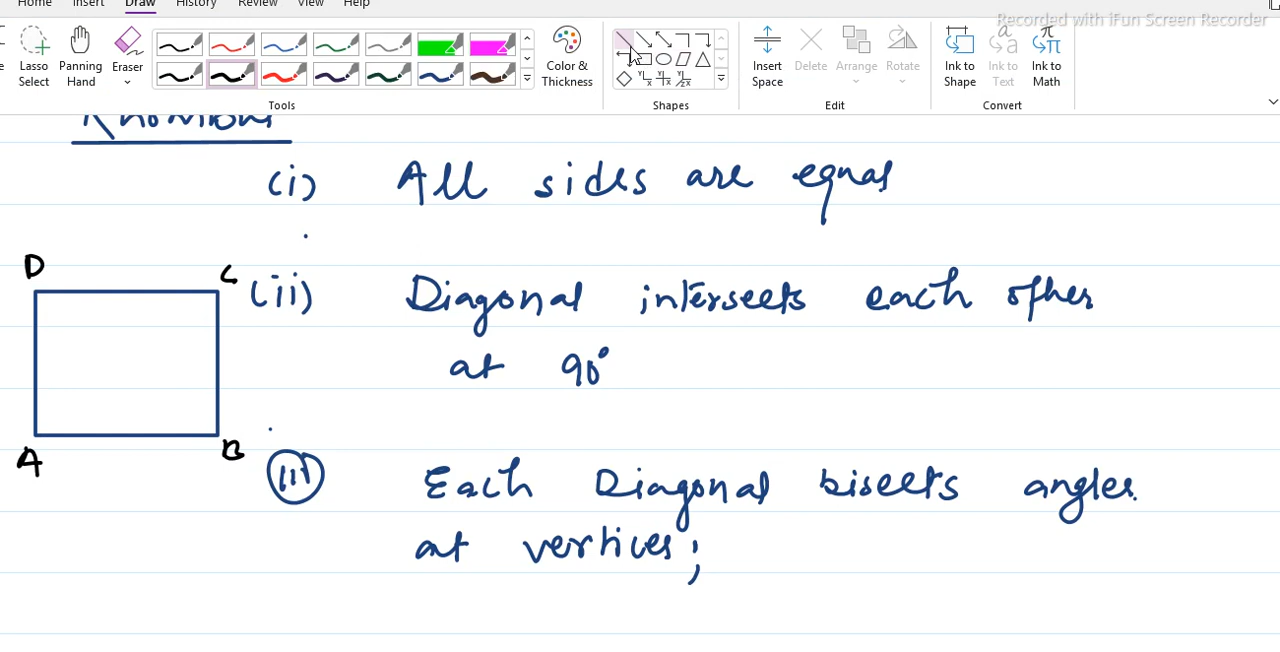 Home Insert Draw History Review View Help
Recorded with iFun Screen Recorder
Lasso Select
Panning Hand
Eraser
Color & Thickness
Insert Space
Delete
Arrange
Rotate
Ink to Shape
Ink to Text
Ink to Math
Tools Shapes Edit Convert
Rhombus
(i) All sides are equal
D C
(ii) Diagonal intersects each other
at 90°
A B
(iii) Each Diagonal bisects angles
at vertices;